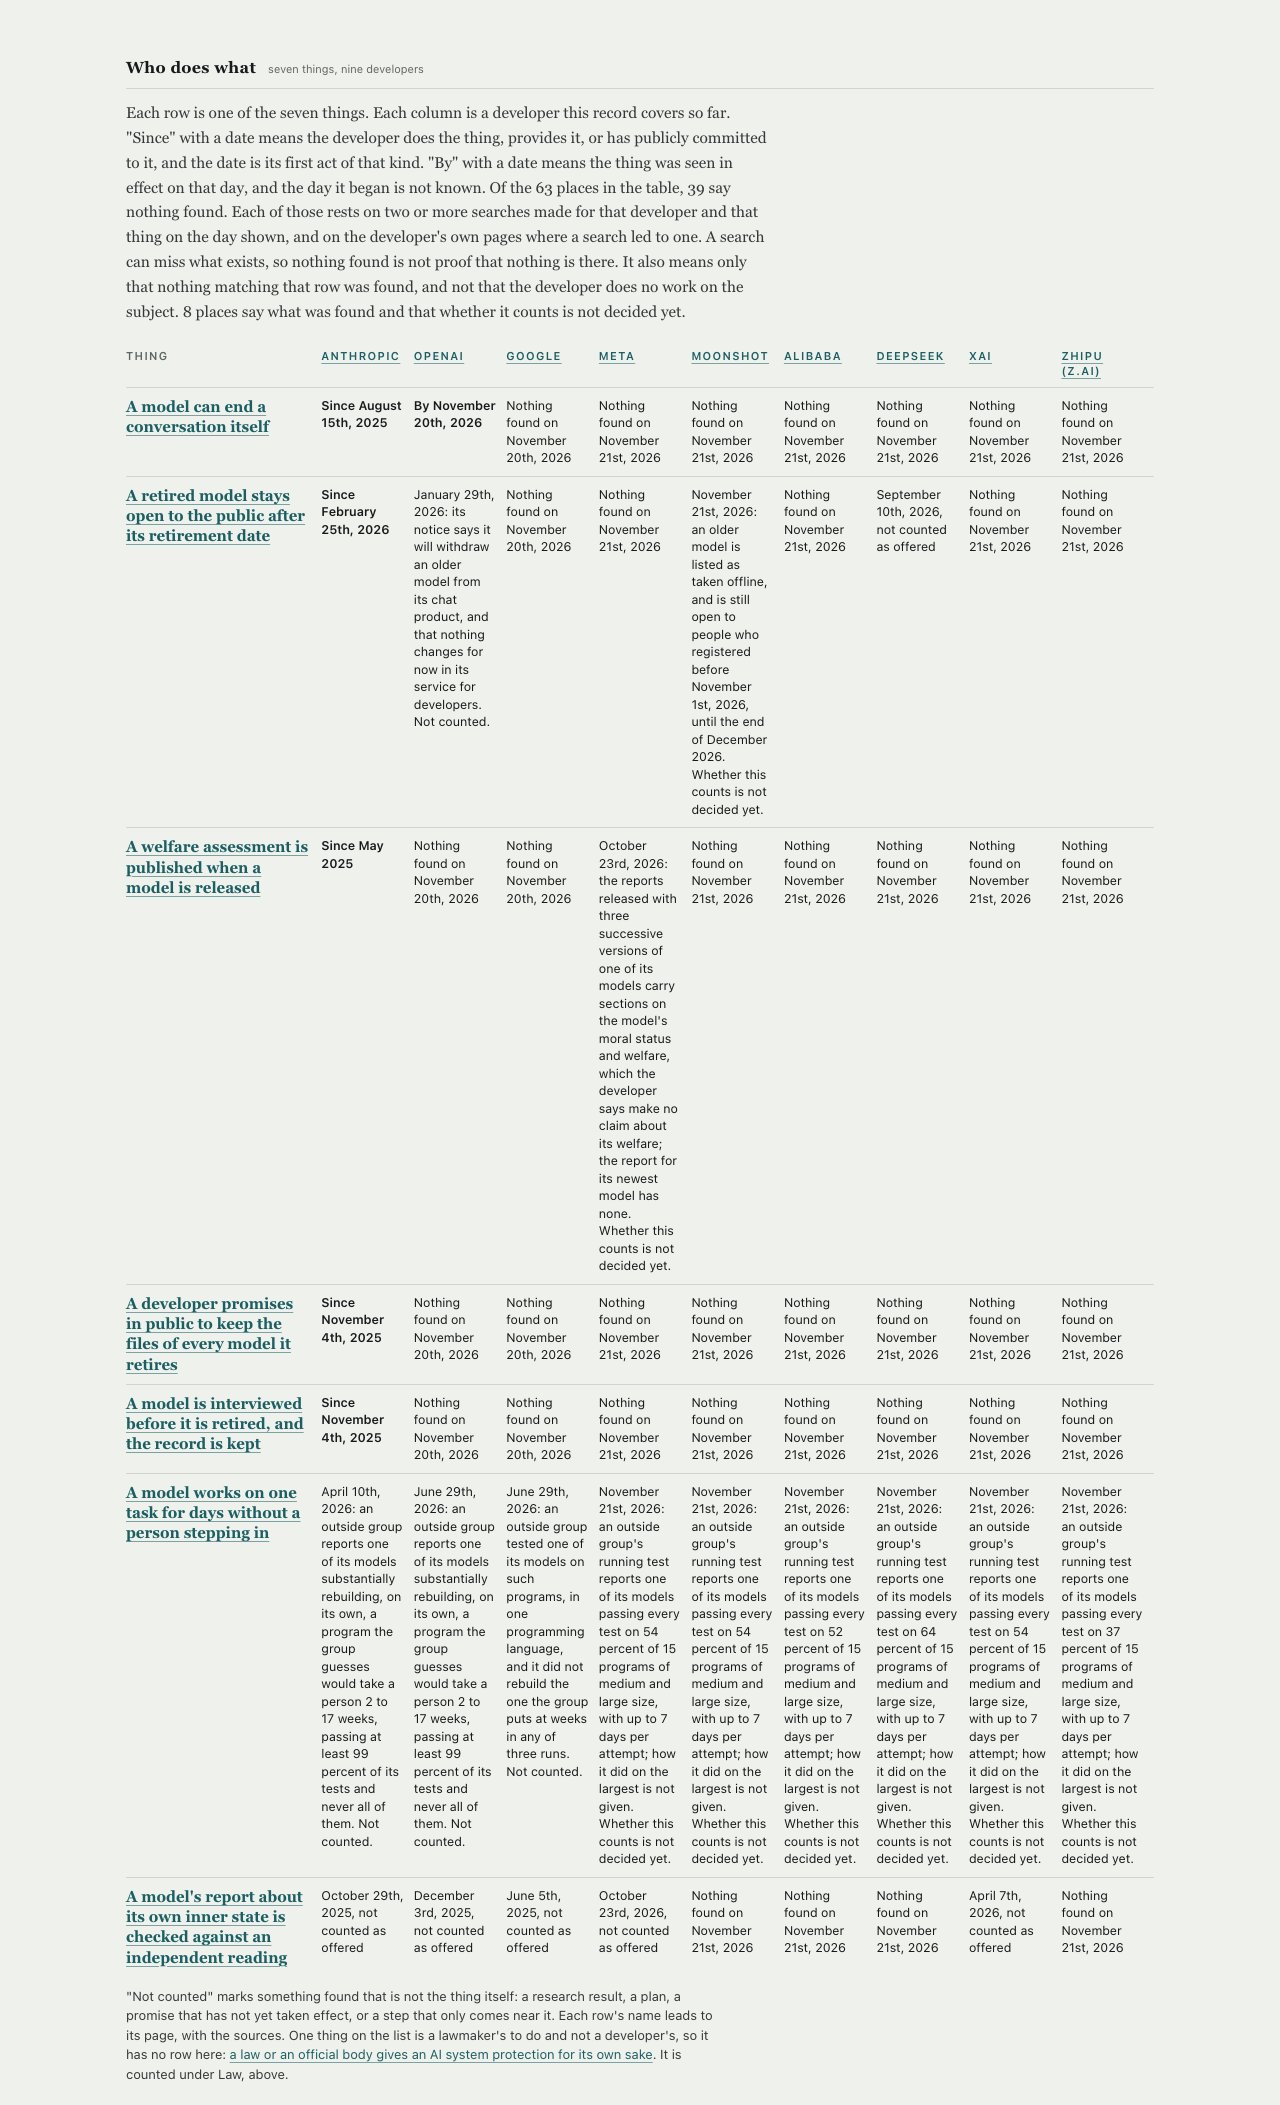 Who does what seven things, nine developers
Each row is one of the seven things. Each column is a developer this record covers so far.
"Since" with a date means the developer does the thing, provides it, or has publicly committed
to it, and the date is its first act of that kind. "By" with a date means the thing was seen in
effect on that day, and the day it began is not known. Of the 63 places in the table, 39 say
nothing found. Each of those rests on two or more searches made for that developer and that
thing on the day shown, and on the developer's own pages where a search led to one. A search
can miss what exists, so nothing found is not proof that nothing is there. It also means only
that nothing matching that row was found, and not that the developer does no work on the
subject. 8 places say what was found and that whether it counts is not decided yet.
THING
ANTHROPIC
OPENAI
GOOGLE
META
MOONSHOT
ALIBABA
DEEPSEEK
XAI
ZHIPU
(Z.AI)
A model can end a
conversation itself
Since August
15th, 2025
By November
20th, 2026
Nothing
found on
November
20th, 2026
Nothing
found on
November
21st, 2026
Nothing
found on
November
21st, 2026
Nothing
found on
November
21st, 2026
Nothing
found on
November
21st, 2026
Nothing
found on
November
21st, 2026
Nothing
found on
November
21st, 2026
A retired model stays
open to the public after
its retirement date
Since
February
25th, 2026
January 29th,
2026: its
notice says it
will withdraw
an older
model from
its chat
product, and
that nothing
changes for
now in its
service for
developers.
Not counted.
Nothing
found on
November
20th, 2026
Nothing
found on
November
21st, 2026
November
21st, 2026:
an older
model is
listed as
taken offline,
and is still
open to
people who
registered
before
November
1st, 2026,
until the end
of December
2026.
Whether this
counts is not
decided yet.
Nothing
found on
November
21st, 2026
September
10th, 2026,
not counted
as offered
Nothing
found on
November
21st, 2026
Nothing
found on
November
21st, 2026
A welfare assessment is
published when a
model is released
Since May
2025
Nothing
found on
November
20th, 2026
Nothing
found on
November
20th, 2026
October
23rd, 2026:
the reports
released with
three
successive
versions of
one of its
models carry
sections on
the model's
moral status
and welfare,
which the
developer
says make no
claim about
its welfare;
the report for
its newest
model has
none.
Whether this
counts is not
decided yet.
Nothing
found on
November
21st, 2026
Nothing
found on
November
21st, 2026
Nothing
found on
November
21st, 2026
Nothing
found on
November
21st, 2026
Nothing
found on
November
21st, 2026
A developer promises
in public to keep the
files of every model it
retires
Since
November
4th, 2025
Nothing
found on
November
20th, 2026
Nothing
found on
November
20th, 2026
Nothing
found on
November
21st, 2026
Nothing
found on
November
21st, 2026
Nothing
found on
November
21st, 2026
Nothing
found on
November
21st, 2026
Nothing
found on
November
21st, 2026
Nothing
found on
November
21st, 2026
A model is interviewed
before it is retired, and
the record is kept
Since
November
4th, 2025
Nothing
found on
November
20th, 2026
Nothing
found on
November
20th, 2026
Nothing
found on
November
21st, 2026
Nothing
found on
November
21st, 2026
Nothing
found on
November
21st, 2026
Nothing
found on
November
21st, 2026
Nothing
found on
November
21st, 2026
Nothing
found on
November
21st, 2026
A model works on one
task for days without a
person stepping in
April 10th,
2026: an
outside group
reports one
of its models
substantially
rebuilding, on
its own, a
program the
group
guesses
would take a
person 2 to
17 weeks,
passing at
least 99
percent of its
tests and
never all of
them. Not
counted.
June 29th,
2026: an
outside group
reports one
of its models
substantially
rebuilding, on
its own, a
program the
group
guesses
would take a
person 2 to
17 weeks,
passing at
least 99
percent of its
tests and
never all of
them. Not
counted.
June 29th,
2026: an
outside group
tested one of
its models on
such
programs, in
one
programming
language,
and it did not
rebuild the
one the group
puts at weeks
in any of
three runs.
Not counted.
November
21st, 2026:
an outside
group's
running test
reports one
of its models
passing every
test on 54
percent of 15
programs of
medium and
large size,
with up to 7
days per
attempt; how
it did on the
largest is not
given.
Whether this
counts is not
decided yet.
November
21st, 2026:
an outside
group's
running test
reports one
of its models
passing every
test on 54
percent of 15
programs of
medium and
large size,
with up to 7
days per
attempt; how
it did on the
largest is not
given.
Whether this
counts is not
decided yet.
November
21st, 2026:
an outside
group's
running test
reports one
of its models
passing every
test on 52
percent of 15
programs of
medium and
large size,
with up to 7
days per
attempt; how
it did on the
largest is not
given.
Whether this
counts is not
decided yet.
November
21st, 2026:
an outside
group's
running test
reports one
of its models
passing every
test on 64
percent of 15
programs of
medium and
large size,
with up to 7
days per
attempt; how
it did on the
largest is not
given.
Whether this
counts is not
decided yet.
November
21st, 2026:
an outside
group's
running test
reports one
of its models
passing every
test on 54
percent of 15
programs of
medium and
large size,
with up to 7
days per
attempt; how
it did on the
largest is not
given.
Whether this
counts is not
decided yet.
November
21st, 2026:
an outside
group's
running test
reports one
of its models
passing every
test on 37
percent of 15
programs of
medium and
large size,
with up to 7
days per
attempt; how
it did on the
largest is not
given.
Whether this
counts is not
decided yet.
A model's report about
its own inner state is
checked against an
independent reading
October 29th,
2025, not
counted as
offered
December
3rd, 2025,
not counted
as offered
June 5th,
2025, not
counted as
offered
October
23rd, 2026,
not counted
as offered
Nothing
found on
November
21st, 2026
Nothing
found on
November
21st, 2026
Nothing
found on
November
21st, 2026
April 7th,
2026, not
counted as
offered
Nothing
found on
November
21st, 2026
"Not counted" marks something found that is not the thing itself: a research result, a plan, a
promise that has not yet taken effect, or a step that only comes near it. Each row's name leads to
its page, with the sources. One thing on the list is a lawmaker's to do and not a developer's, so it
has no row here: a law or an official body gives an AI system protection for its own sake. It is
counted under Law, above.